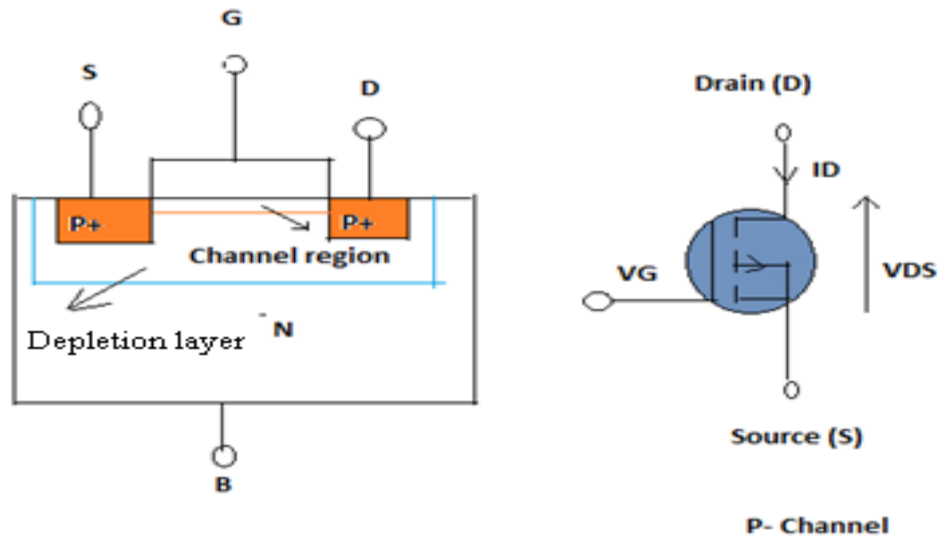 G
S
D
P+
P+
Channel region
Depletion layer
N
B
Drain (D)
ID
VG
VDS
Source (S)
P- Channel